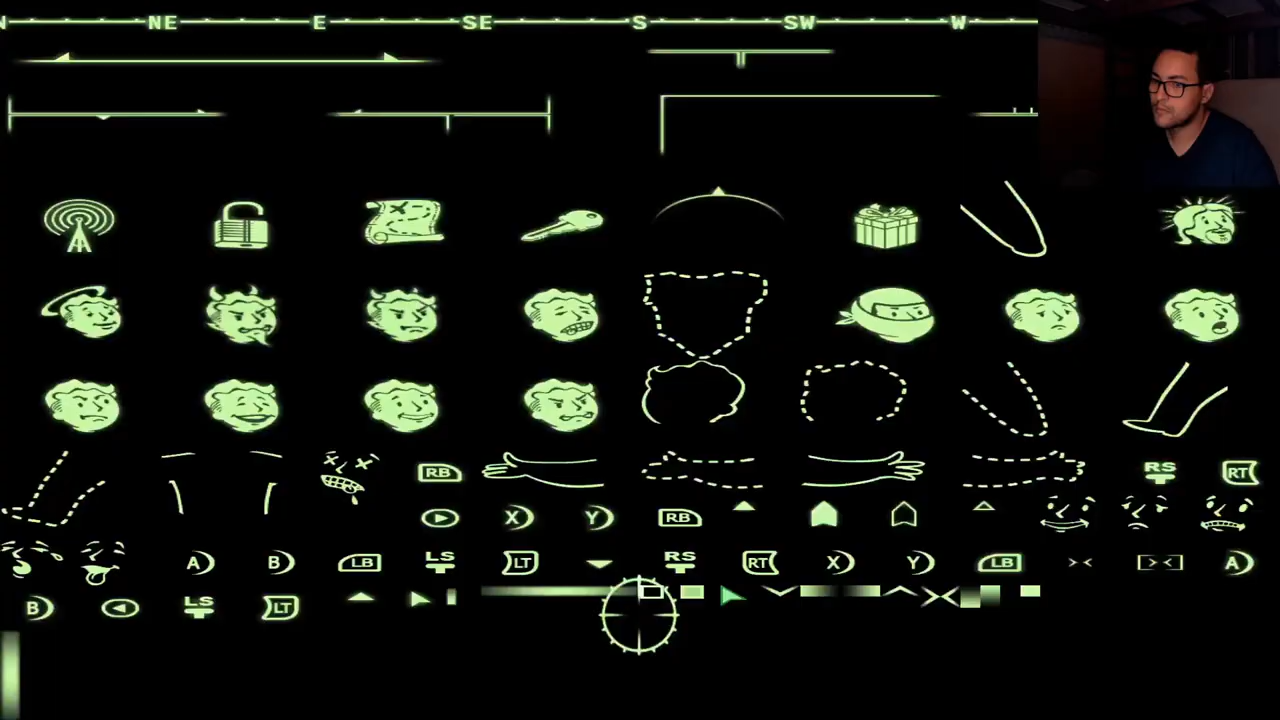 N NE E SE S SW W
RB RS RT
X Y RB
A B LB LS LT RS RT X Y LB A
B LS LT